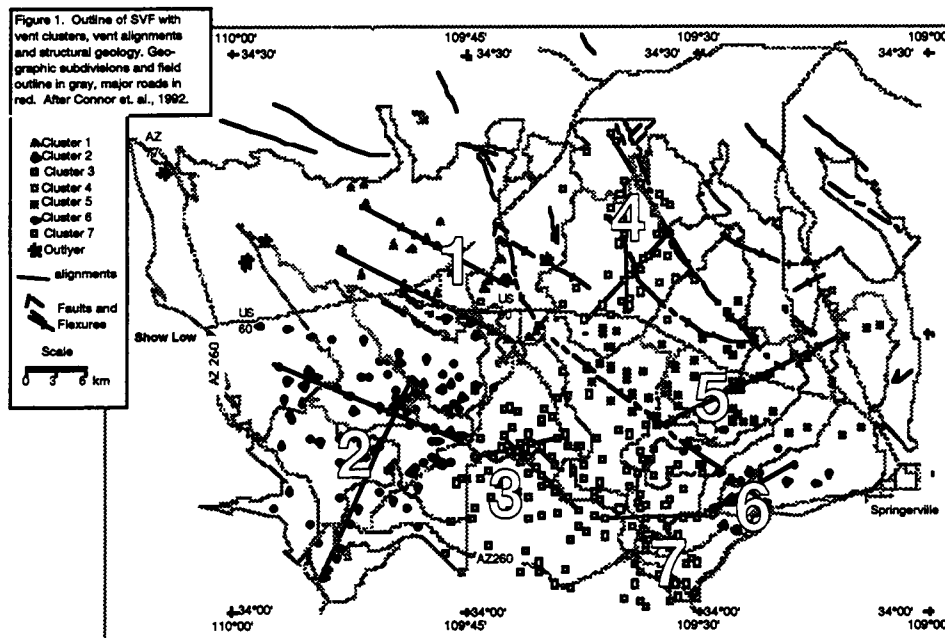 Figure 1. Outline of SVF with
vent clusters, vent alignments
and structural geology. Geo-
graphic subdivisions and field
outline in gray, major roads in
red. After Connor et. al., 1992.
Cluster 1
Cluster 2
Cluster 3
Cluster 4
Cluster 5
Cluster 6
Cluster 7
Outlyer
alignments
Faults and
Flexures
Scale
0 3 6 km
110°00' 109°45' 109°30' 109°00'
34°30' 34°30' 34°30' 34°30'
AZ
4
1
US
US
60
Show Low
AZ 260
5
2
3
6
Springerville
AZ260
7
34°00' 34°00' 34°00' 34°00'
110°00' 109°45' 109°30' 109°00'